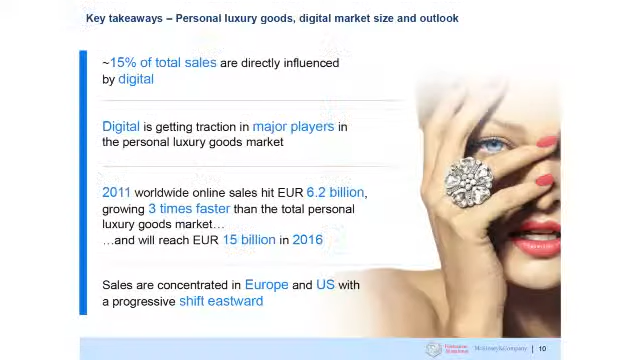 Key takeaways – Personal luxury goods, digital market size and outlook
~15% of total sales are directly influenced
by digital
Digital is getting traction in major players in
the personal luxury goods market
2011 worldwide online sales hit EUR 6.2 billion,
growing 3 times faster than the total personal
luxury goods market…
…and will reach EUR 15 billion in 2016
Sales are concentrated in Europe and US with
a progressive shift eastward
McKinsey&Company | 10